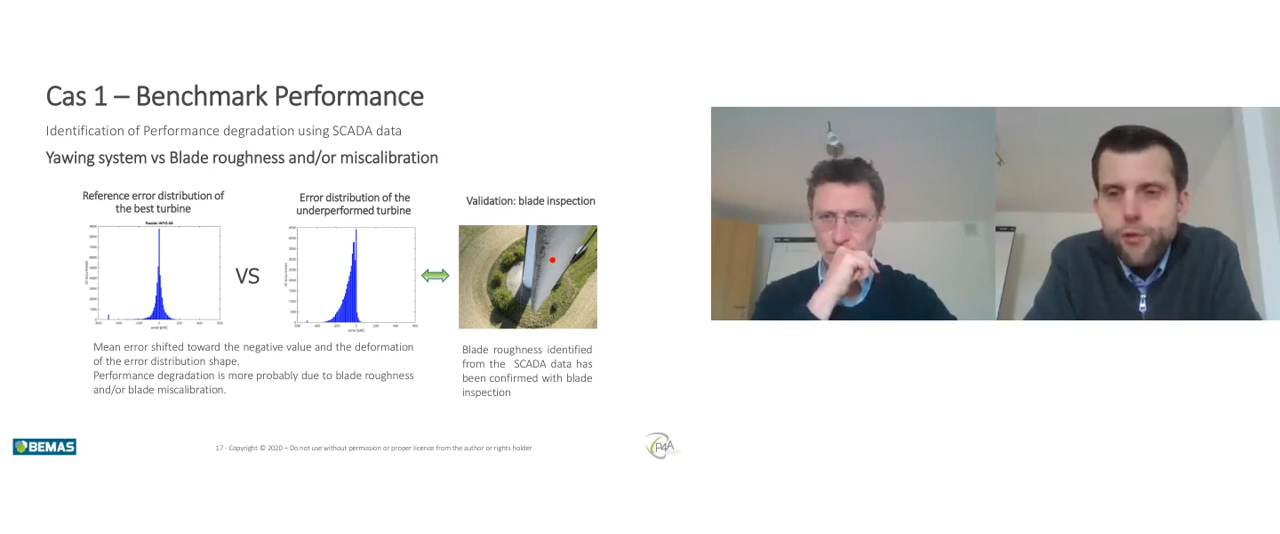 Cas 1 – Benchmark Performance
Identification of Performance degradation using SCADA data
Yawing system vs Blade roughness and/or miscalibration
Reference error distribution of
the best turbine
Error distribution of the
underperformed turbine
Validation: blade inspection
VS
Mean error shifted toward the negative value and the deformation
of the error distribution shape.
Performance degradation is more probably due to blade roughness
and/or blade miscalibration.
Blade roughness identified
from the SCADA data has
been confirmed with blade
inspection
BEMAS
17 - Copyright © 2020 – Do not use without permission or proper licence from the author or rights holder
P4A